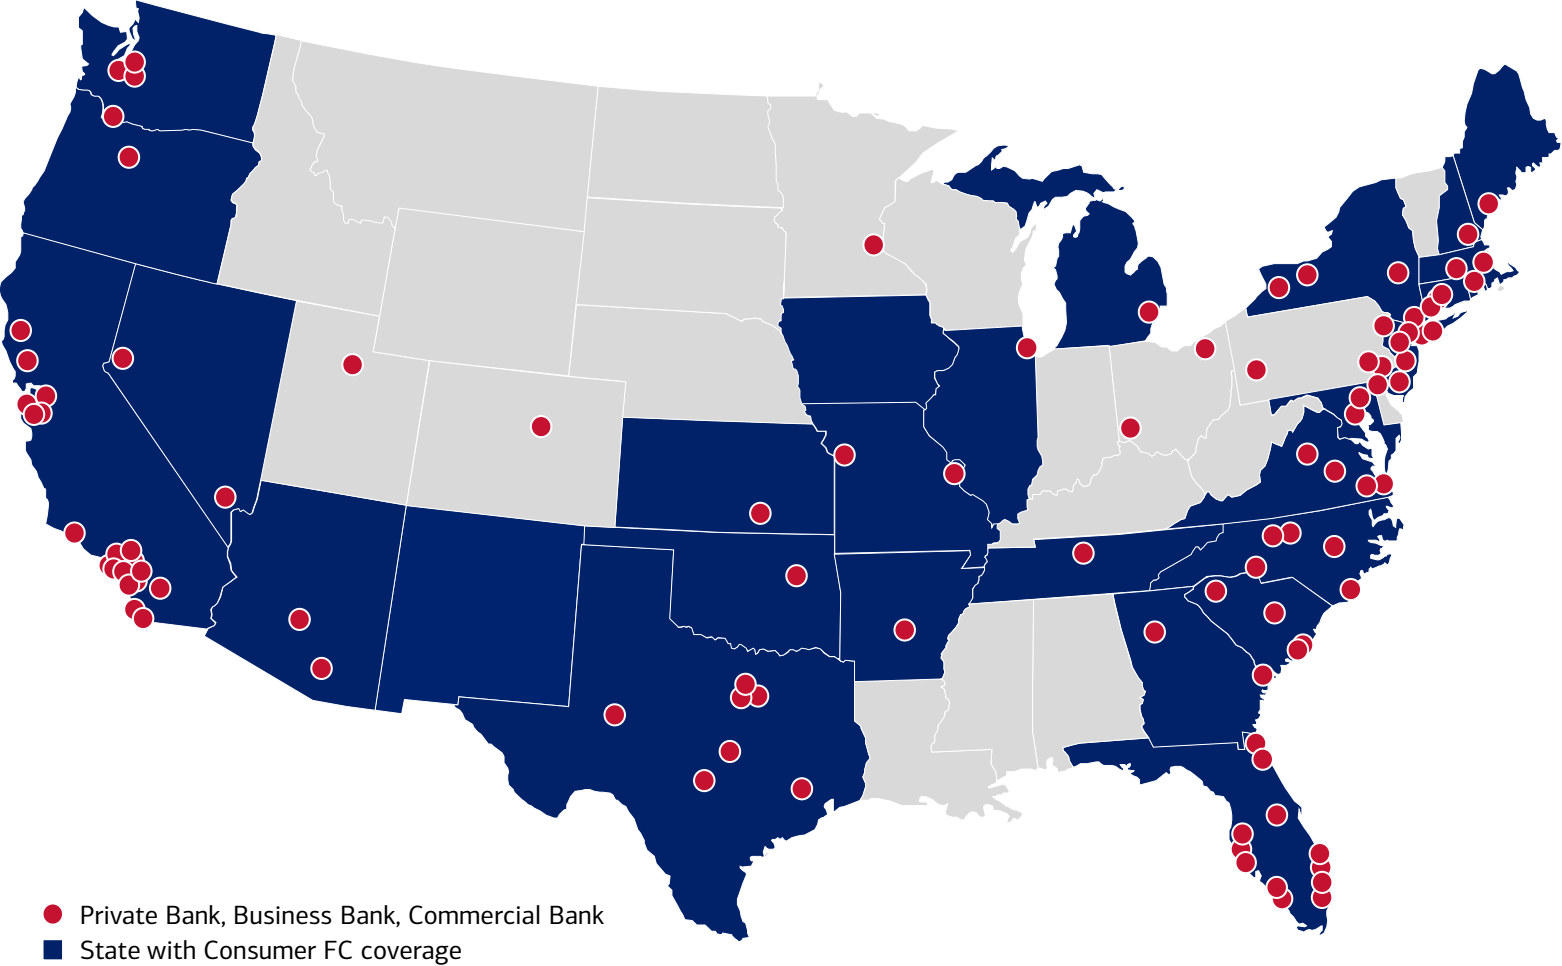 Private Bank, Business Bank, Commercial Bank
State with Consumer FC coverage